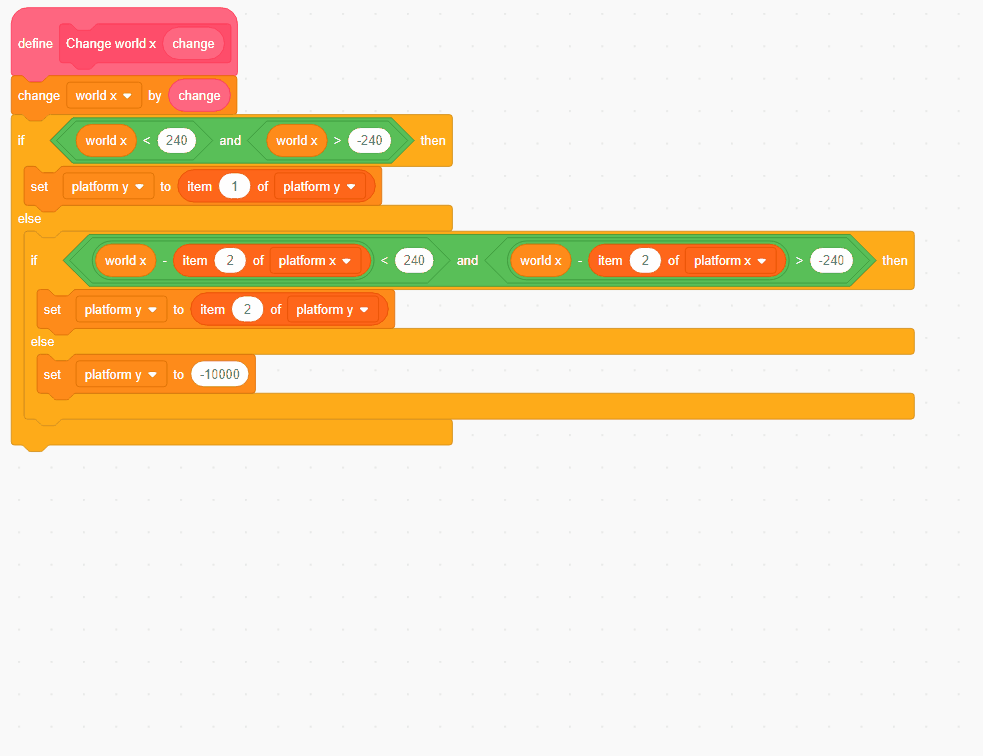 define Change world x change
change world x by change
if world x < 240 and world x > -240 then
set platform y to item 1 of platform y
else
if world x - item 2 of platform x < 240 and world x - item 2 of platform x > -240 then
set platform y to item 2 of platform y
else
set platform y to -10000